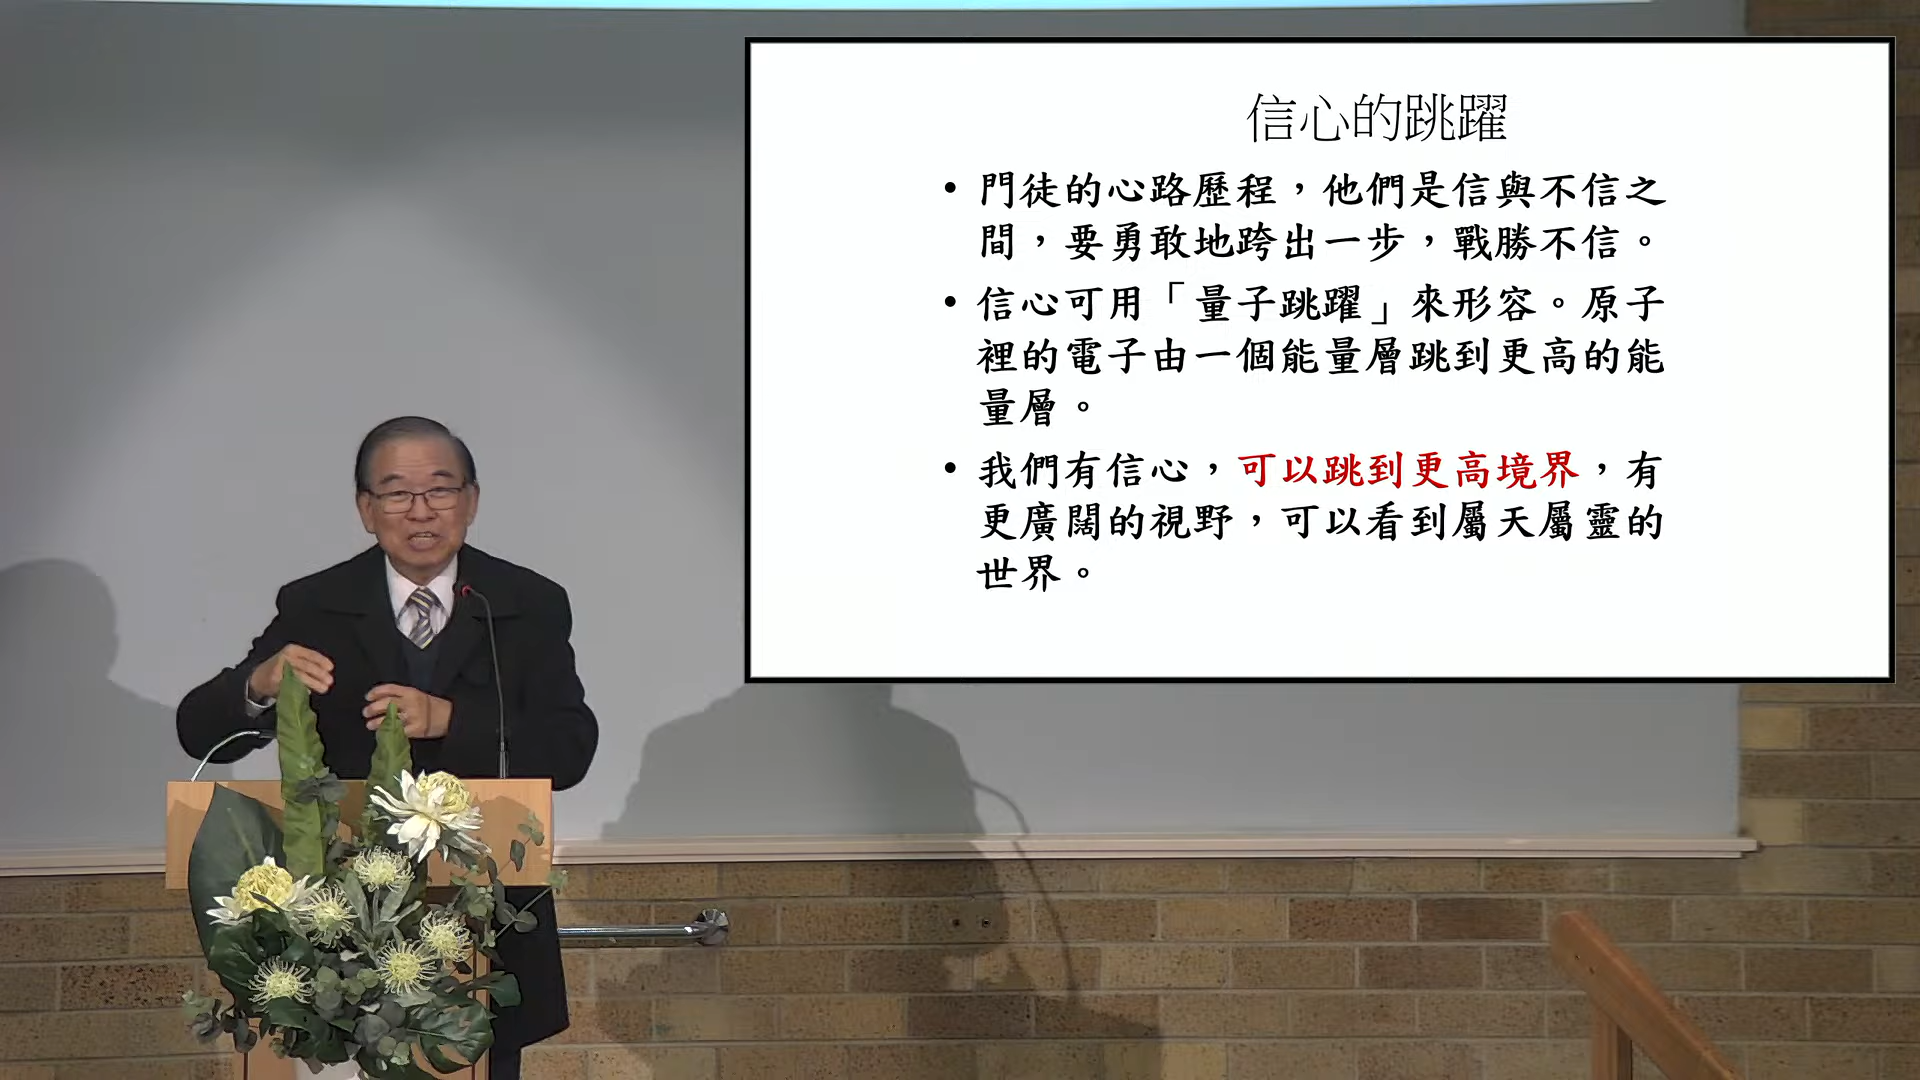 信心的跳躍
• 門徒的心路歷程，他們是信與不信之
間，要勇敢地跨出一步，戰勝不信。
• 信心可用「量子跳躍」來形容。原子
裡的電子由一個能量層跳到更高的能
量層。
• 我們有信心，可以跳到更高境界，有
更廣闊的視野，可以看到屬天屬靈的
世界。